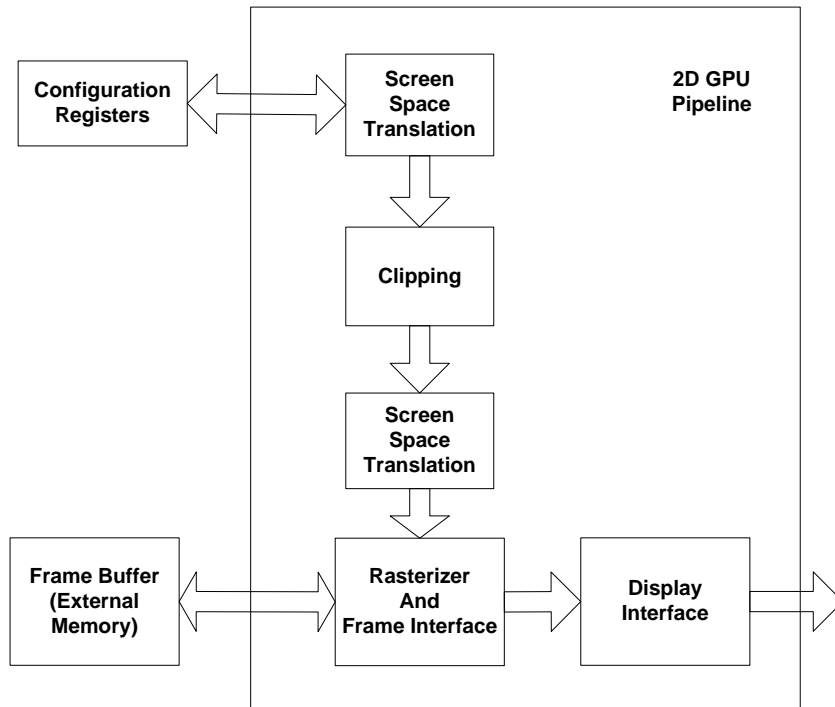 2D GPU
Pipeline
Configuration
Registers
Screen
Space
Translation
Clipping
Screen
Space
Translation
Frame Buffer
(External
Memory)
Rasterizer
And
Frame Interface
Display
Interface